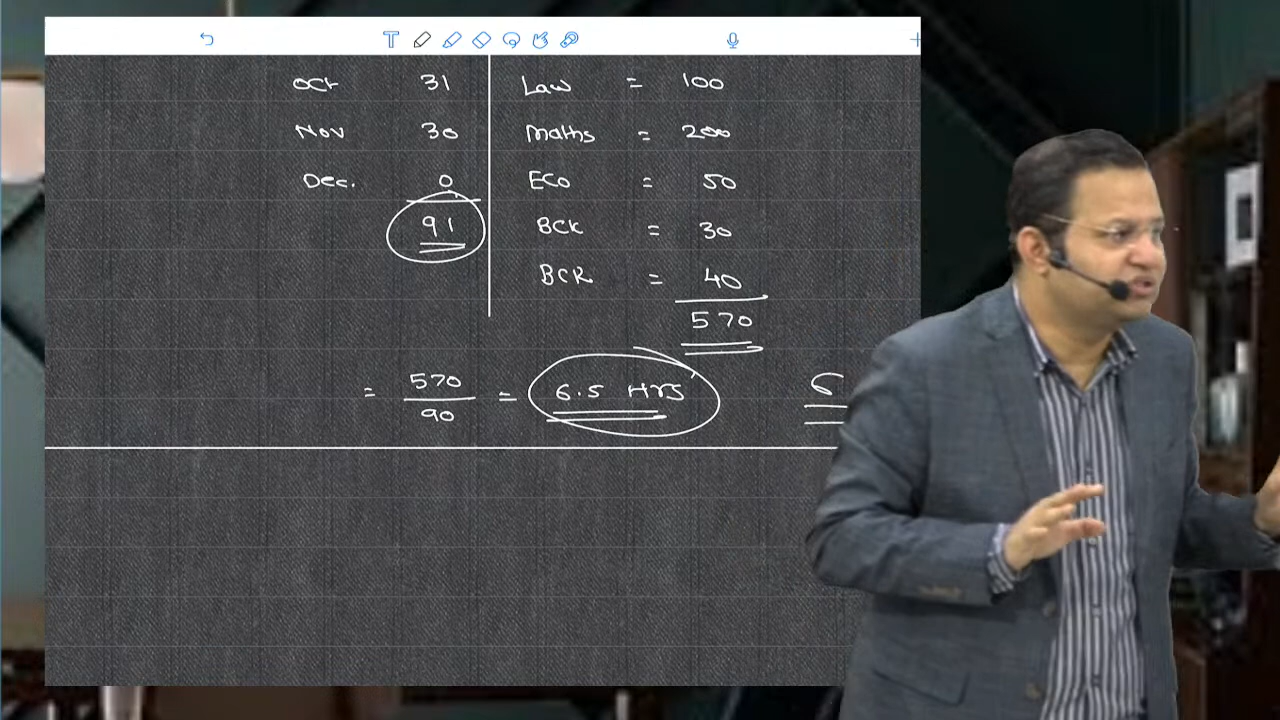 Oct 31
Nov 30
Dec. 0
91
Law = 100
Maths = 200
ECO = 50
BCK = 30
BCR = 40
570
= 570/90 = 6.5 Hrs
6